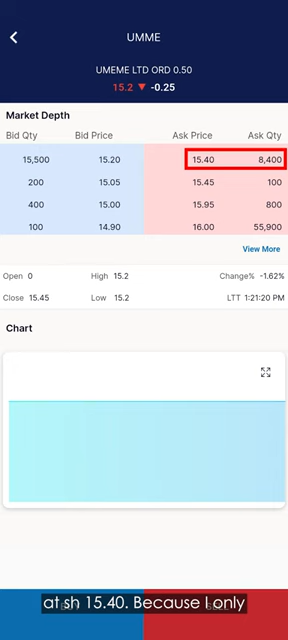 UMME
UMEME LTD ORD 0.50
15.2 ▼ -0.25
Market Depth
Bid Qty Bid Price Ask Price Ask Qty
15,500 15.20 15.40 8,400
200 15.05 15.45 100
400 15.00 15.95 800
100 14.90 16.00 55,900
View More
Open 0 High 15.2 Change% -1.62%
Close 15.45 Low 15.2 LTT 1:21:20 PM
Chart
at sh 15.40. Because I only